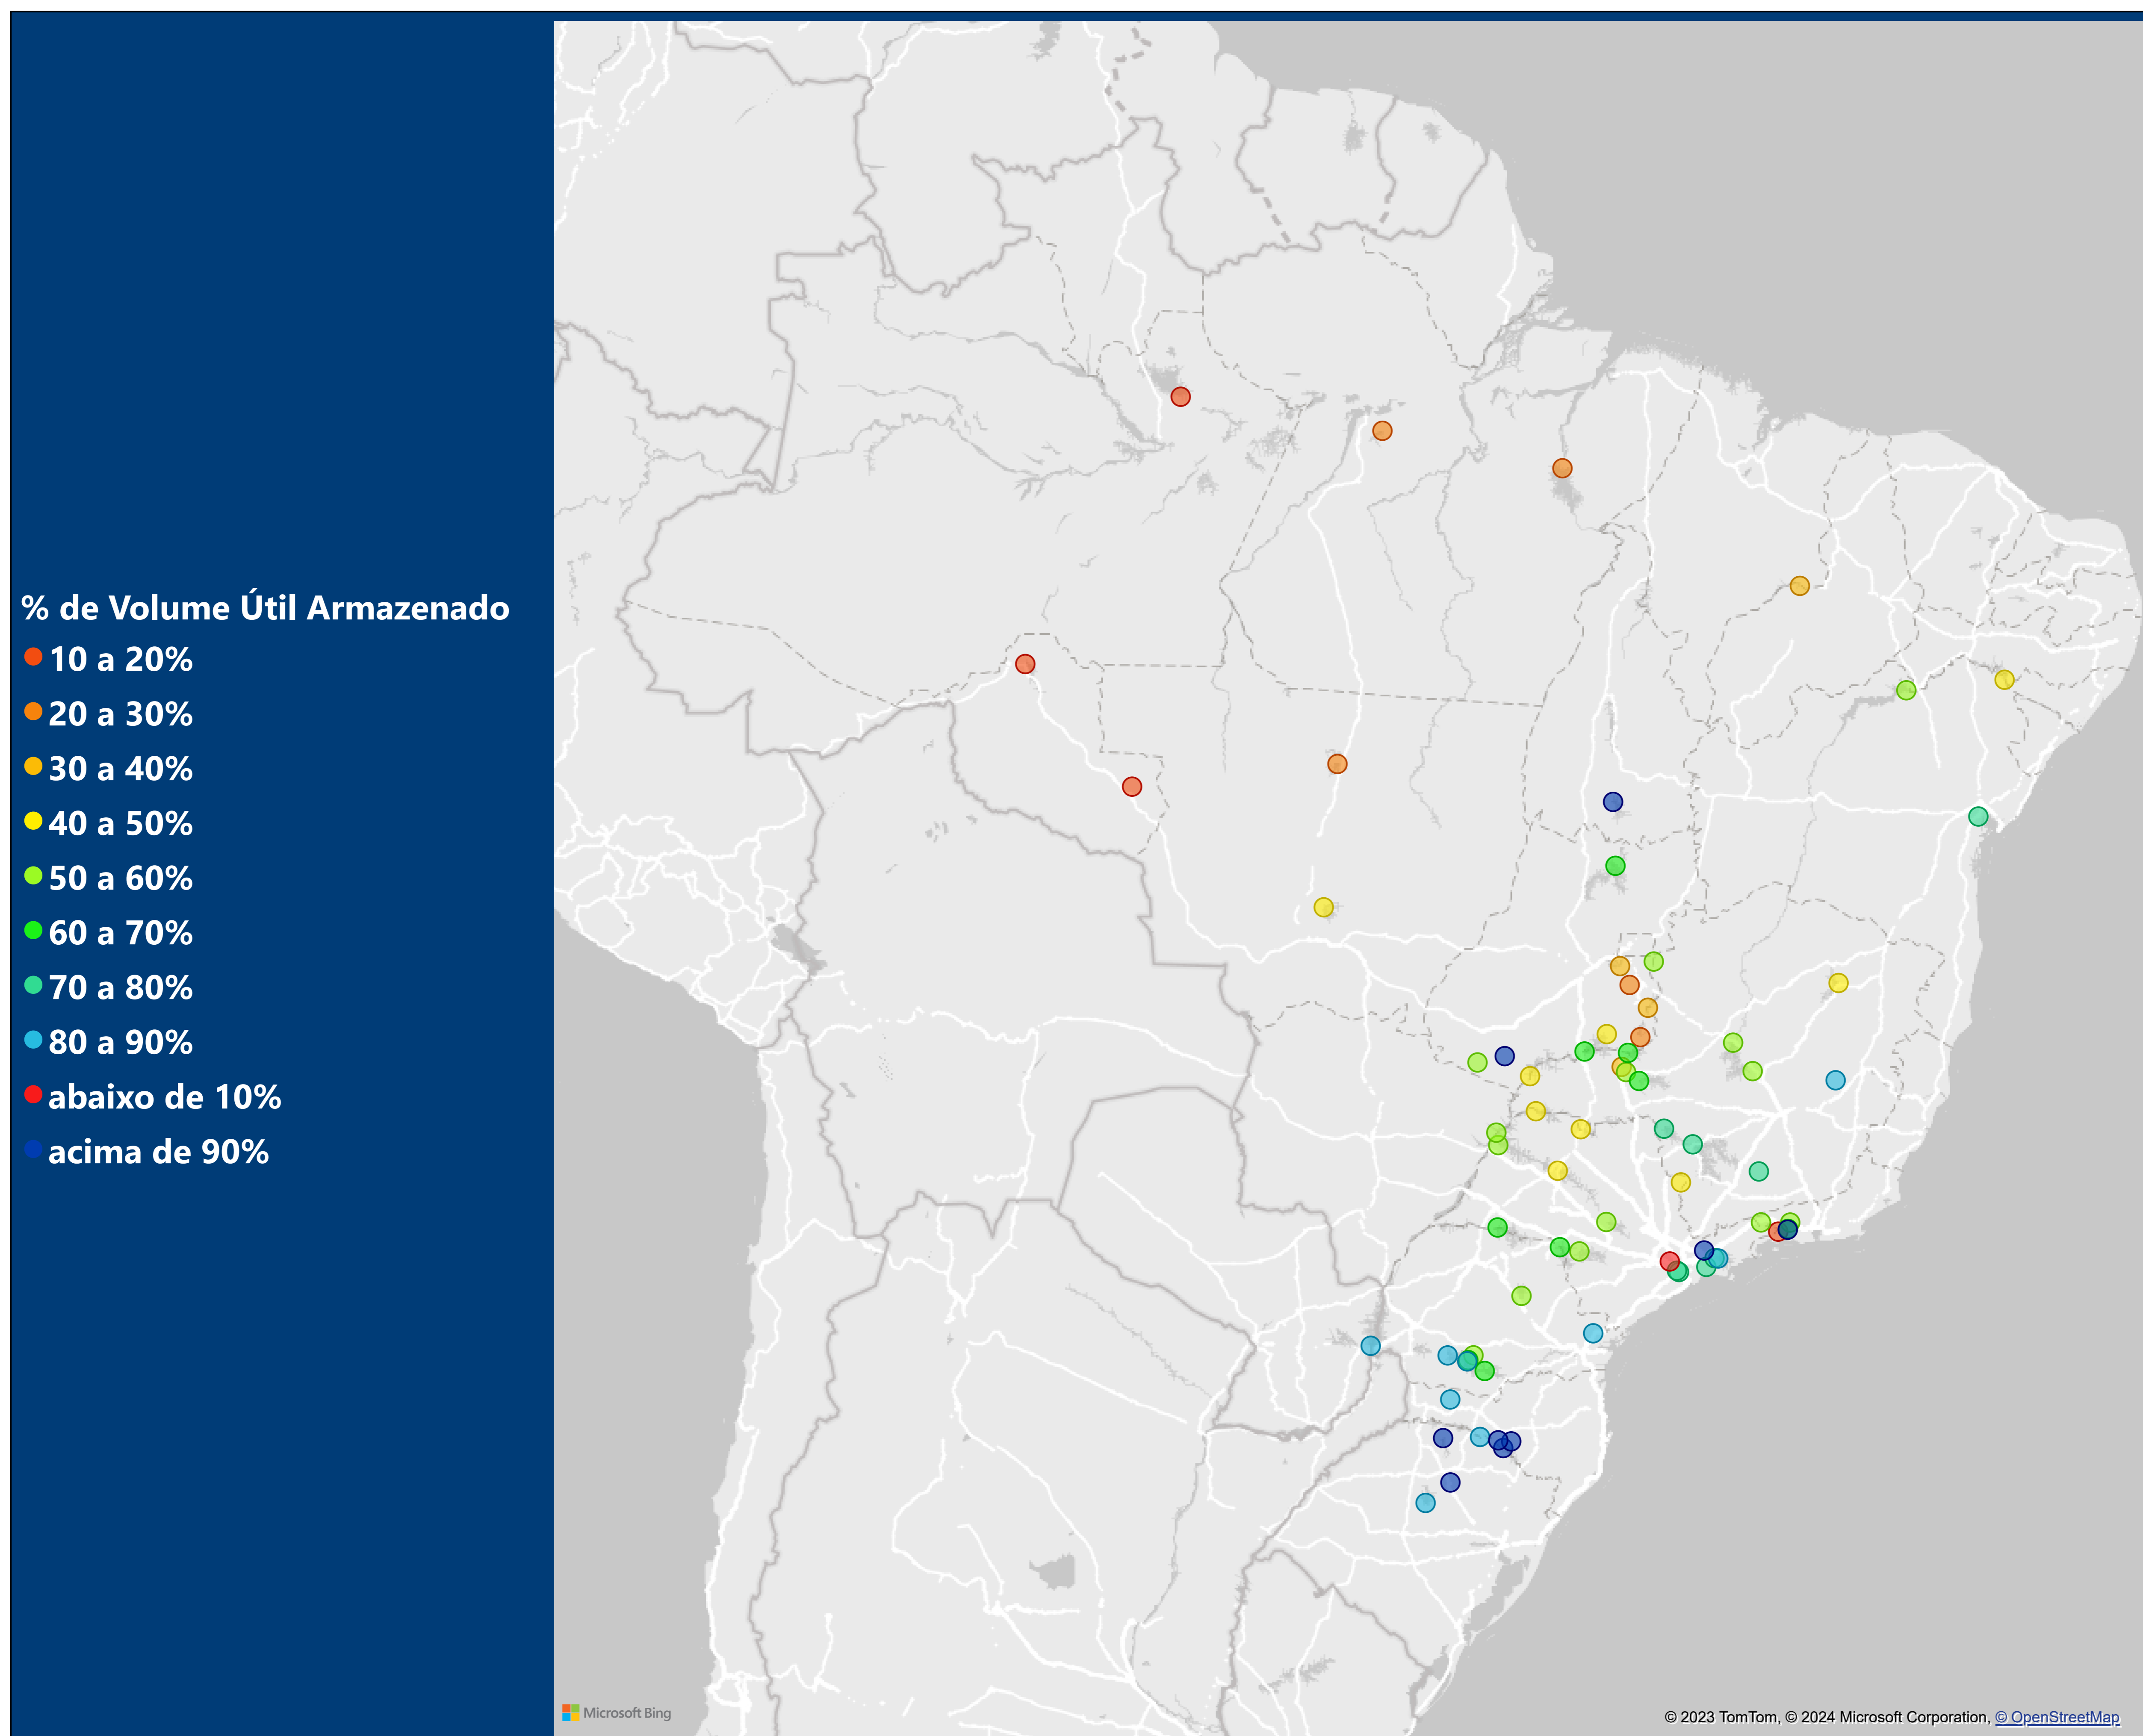 % de Volume Útil Armazenado
10 a 20%
20 a 30%
30 a 40%
40 a 50%
50 a 60%
60 a 70%
70 a 80%
80 a 90%
abaixo de 10%
acima de 90%
Microsoft Bing
© 2023 TomTom, © 2024 Microsoft Corporation, © OpenStreetMap